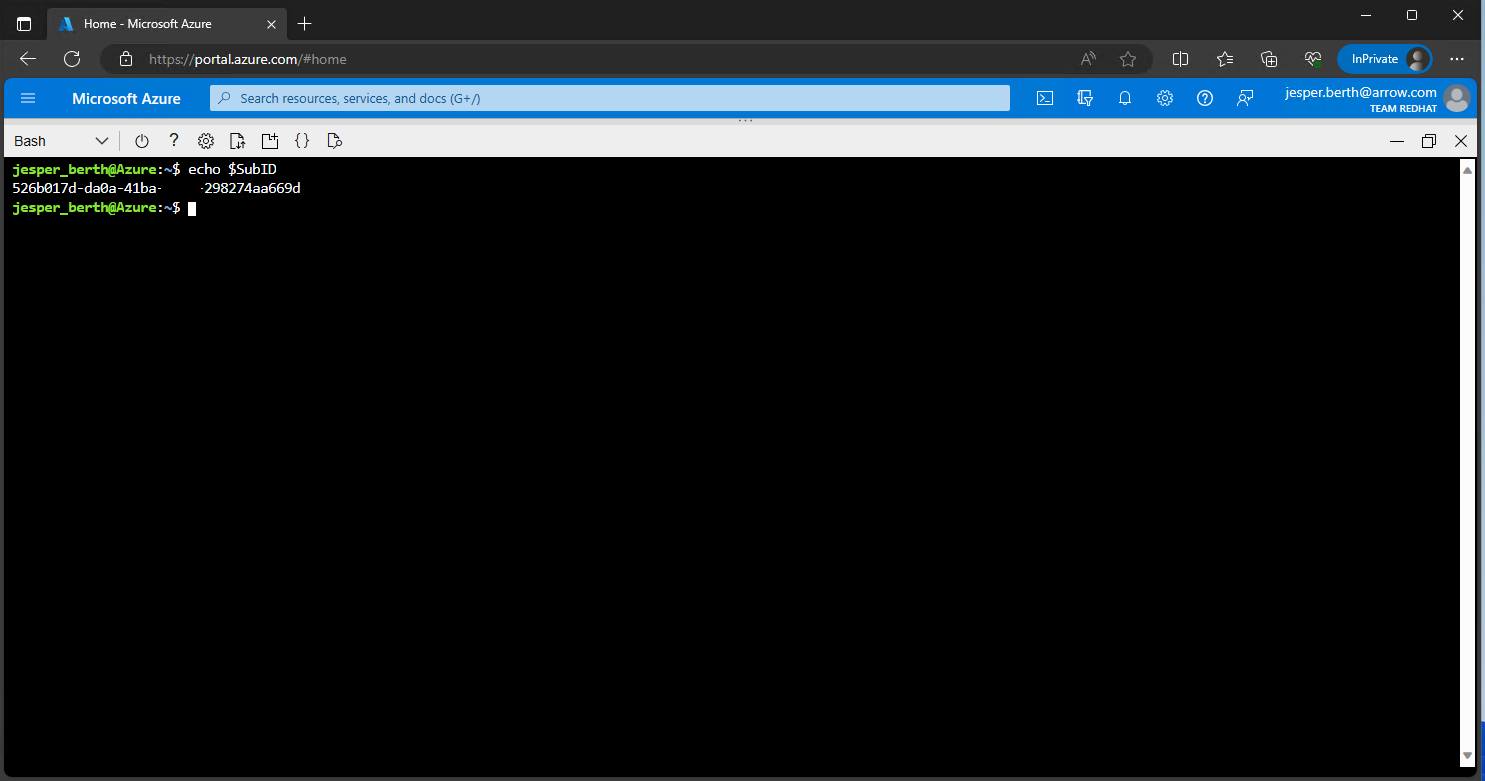 Home - Microsoft Azure
https://portal.azure.com/#home
InPrivate
Microsoft Azure
Search resources, services, and docs (G+/)
jesper.berth@arrow.com
TEAM REDHAT
Bash
jesper_berth@Azure:~$ echo $SubID
526b017d-da0a-41ba- -298274aa669d
jesper_berth@Azure:~$